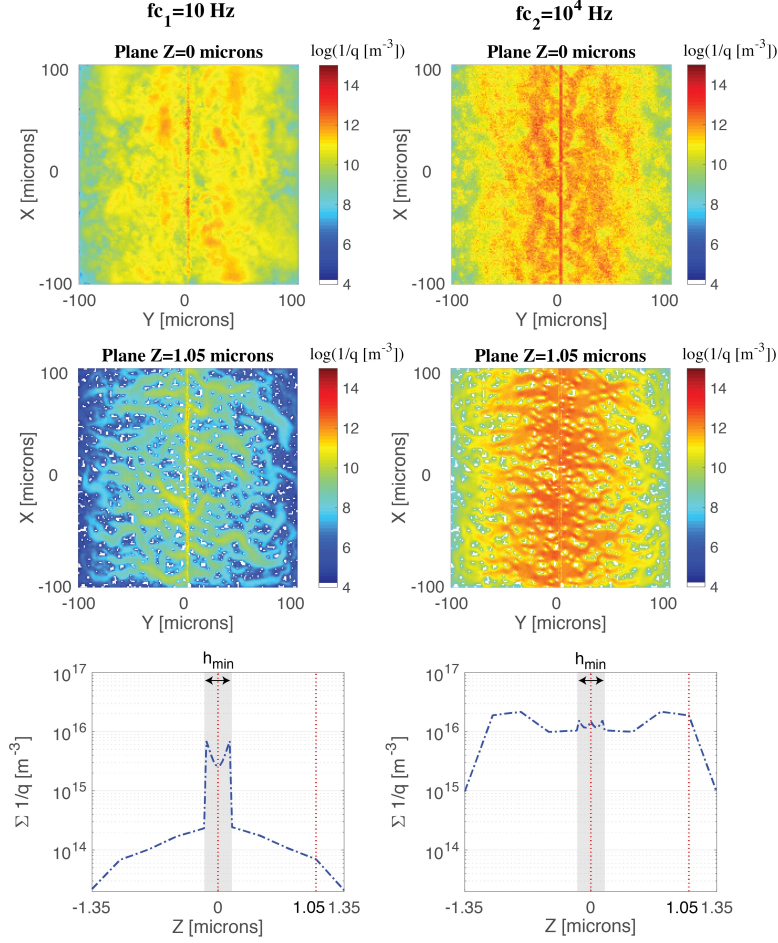 fc1=10 Hz
fc2=10^4 Hz
Plane Z=0 microns
log(1/q [m^-3])
Plane Z=0 microns
log(1/q [m^-3])
100
0
-100
X [microns]
-100
0
100
Y [microns]
14
12
10
8
6
4
100
0
-100
X [microns]
-100
0
100
Y [microns]
14
12
10
8
6
4
Plane Z=1.05 microns
log(1/q [m^-3])
Plane Z=1.05 microns
log(1/q [m^-3])
100
0
-100
X [microns]
-100
0
100
Y [microns]
14
12
10
8
6
4
100
0
-100
X [microns]
-100
0
100
Y [microns]
14
12
10
8
6
4
hmin
10^17
10^16
10^15
10^14
Σ 1/q [m^-3]
-1.35
0
1.05
1.35
Z [microns]
hmin
10^17
10^16
10^15
10^14
Σ 1/q [m^-3]
-1.35
0
1.05
1.35
Z [microns]